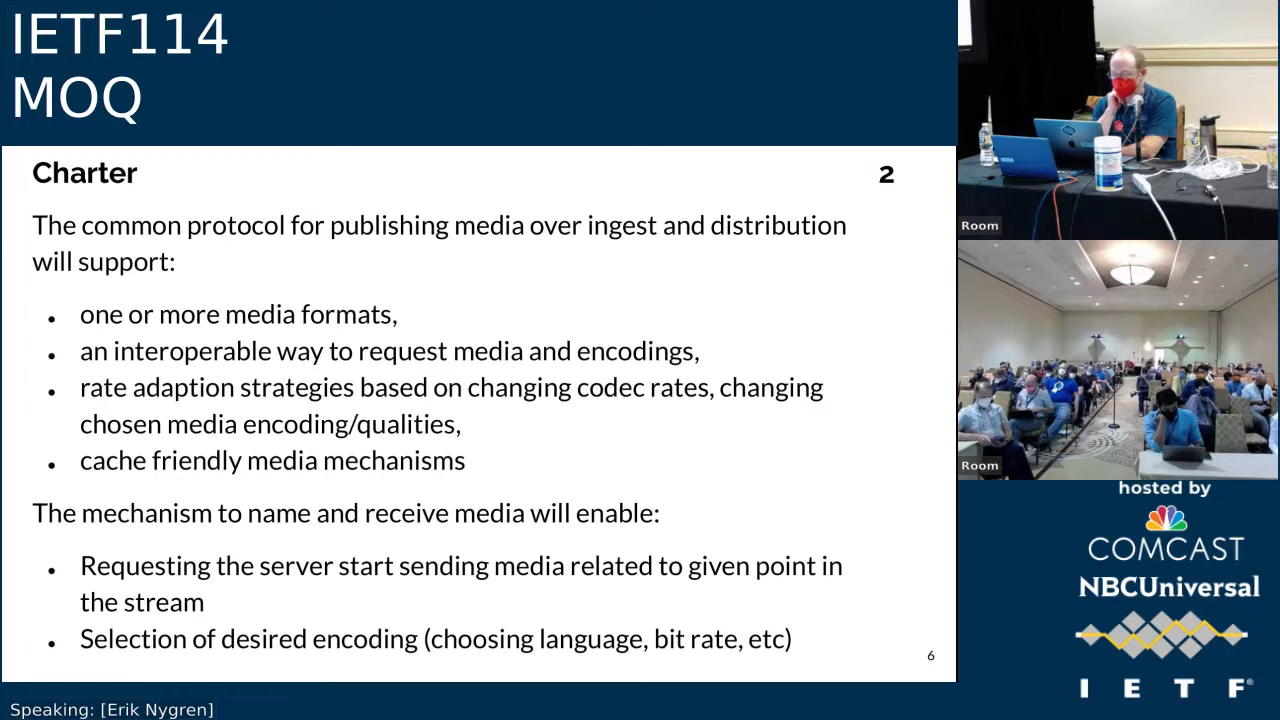 IETF114
MOQ
Charter
2
The common protocol for publishing media over ingest and distribution
will support:
• one or more media formats,
• an interoperable way to request media and encodings,
• rate adaption strategies based on changing codec rates, changing
chosen media encoding/qualities,
• cache friendly media mechanisms
The mechanism to name and receive media will enable:
• Requesting the server start sending media related to given point in
the stream
• Selection of desired encoding (choosing language, bit rate, etc)
6
Room
Room
hosted by
COMCAST
NBCUniversal
I E T F®
Speaking: [Erik Nygren]